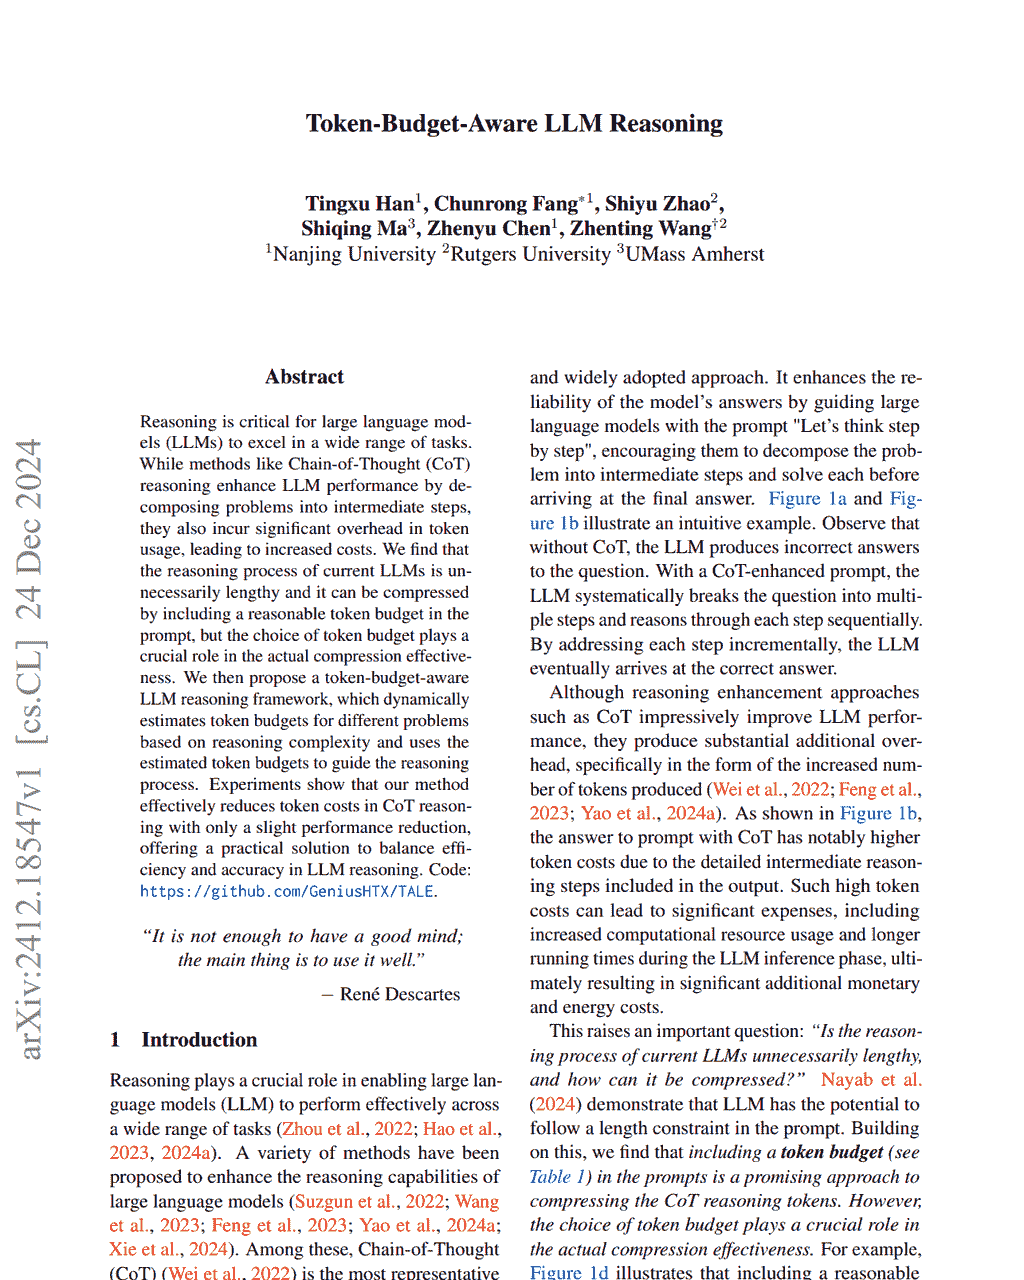 Token-Budget-Aware LLM Reasoning
Tingxu Han1, Chunrong Fang*1, Shiyu Zhao2,
Shiqing Ma3, Zhenyu Chen1, Zhenting Wang†2
1Nanjing University 2Rutgers University 3UMass Amherst
arXiv:2412.18547v1 [cs.CL] 24 Dec 2024
Abstract
Reasoning is critical for large language mod-
els (LLMs) to excel in a wide range of tasks.
While methods like Chain-of-Thought (CoT)
reasoning enhance LLM performance by de-
composing problems into intermediate steps,
they also incur significant overhead in token
usage, leading to increased costs. We find that
the reasoning process of current LLMs is un-
necessarily lengthy and it can be compressed
by including a reasonable token budget in the
prompt, but the choice of token budget plays a
crucial role in the actual compression effective-
ness. We then propose a token-budget-aware
LLM reasoning framework, which dynamically
estimates token budgets for different problems
based on reasoning complexity and uses the
estimated token budgets to guide the reasoning
process. Experiments show that our method
effectively reduces token costs in CoT reason-
ing with only a slight performance reduction,
offering a practical solution to balance effi-
ciency and accuracy in LLM reasoning. Code:
https://github.com/GeniusHTX/TALE.
“It is not enough to have a good mind;
the main thing is to use it well.”
– René Descartes
1 Introduction
Reasoning plays a crucial role in enabling large lan-
guage models (LLM) to perform effectively across
a wide range of tasks (Zhou et al., 2022; Hao et al.,
2023, 2024a). A variety of methods have been
proposed to enhance the reasoning capabilities of
large language models (Suzgun et al., 2022; Wang
et al., 2023; Feng et al., 2023; Yao et al., 2024a;
Xie et al., 2024). Among these, Chain-of-Thought
(CoT) (Wei et al., 2022) is the most representative
and widely adopted approach. It enhances the re-
liability of the model’s answers by guiding large
language models with the prompt "Let’s think step
by step", encouraging them to decompose the prob-
lem into intermediate steps and solve each before
arriving at the final answer. Figure 1a and Fig-
ure 1b illustrate an intuitive example. Observe that
without CoT, the LLM produces incorrect answers
to the question. With a CoT-enhanced prompt, the
LLM systematically breaks the question into multi-
ple steps and reasons through each step sequentially.
By addressing each step incrementally, the LLM
eventually arrives at the correct answer.
Although reasoning enhancement approaches
such as CoT impressively improve LLM perfor-
mance, they produce substantial additional over-
head, specifically in the form of the increased num-
ber of tokens produced (Wei et al., 2022; Feng et al.,
2023; Yao et al., 2024a). As shown in Figure 1b,
the answer to prompt with CoT has notably higher
token costs due to the detailed intermediate reason-
ing steps included in the output. Such high token
costs can lead to significant expenses, including
increased computational resource usage and longer
running times during the LLM inference phase, ulti-
mately resulting in significant additional monetary
and energy costs.
This raises an important question: “Is the reason-
ing process of current LLMs unnecessarily lengthy,
and how can it be compressed?” Nayab et al.
(2024) demonstrate that LLM has the potential to
follow a length constraint in the prompt. Building
on this, we find that including a token budget (see
Table 1) in the prompts is a promising approach to
compressing the CoT reasoning tokens. However,
the choice of token budget plays a crucial role in
the actual compression effectiveness. For example,
Figure 1d illustrates that including a reasonable